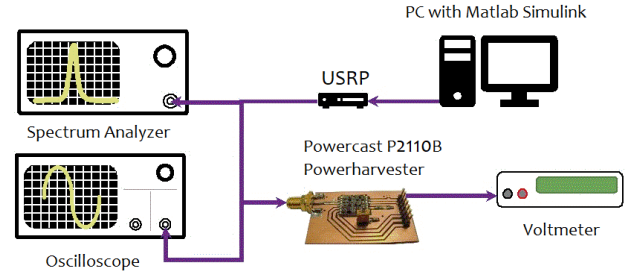 PC with Matlab Simulink
USRP
Spectrum Analyzer
Powercast P2110B
Powerharvester
Voltmeter
Oscilloscope